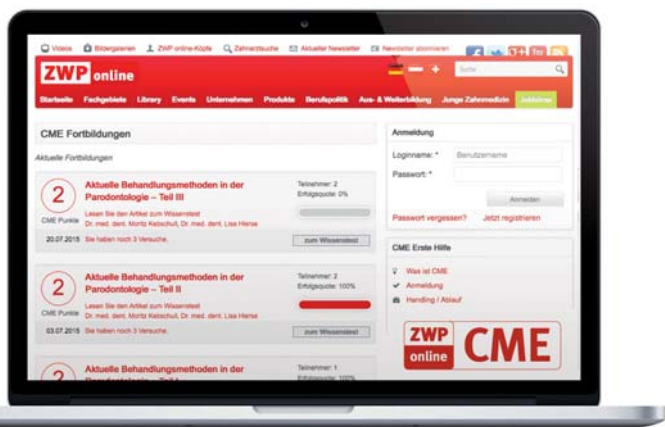 Videos Bildergalerien ZWP online-Köpfe Zahnarztsuche Aktueller Newsletter Newsletter abonnieren
ZWP online
Suche
Startseite Fachgebiete Library Events Unternehmen Produkte Berufspolitik Aus- & Weiterbildung Junge Zahnmedizin Jobbörse
CME Fortbildungen
Aktuelle Fortbildungen
2
CME Punkte
Aktuelle Behandlungsmethoden in der
Parodontologie – Teil III
Lesen Sie den Artikel zum Wissenstest
Dr. med. dent. Moritz Kebschull, Dr. med. dent. Lisa Hierse
Teilnehmer: 2
Erfolgsquote: 0%
20.07.2015 Sie haben noch 3 Versuche.
zum Wissenstest
2
CME Punkte
Aktuelle Behandlungsmethoden in der
Parodontologie – Teil II
Lesen Sie den Artikel zum Wissenstest
Dr. med. dent. Moritz Kebschull, Dr. med. dent. Lisa Hierse
Teilnehmer: 2
Erfolgsquote: 100%
03.07.2015 Sie haben noch 3 Versuche.
zum Wissenstest
2
Aktuelle Behandlungsmethoden in der
Parodontologie – Teil I
Teilnehmer: 1
Erfolgsquote: 100%
Anmeldung
Loginname: * Benutzername
Passwort: *
Anmelden
Passwort vergessen? Jetzt registrieren
CME Erste Hilfe
Was ist CME
Anmeldung
Handling / Ablauf
ZWP online CME